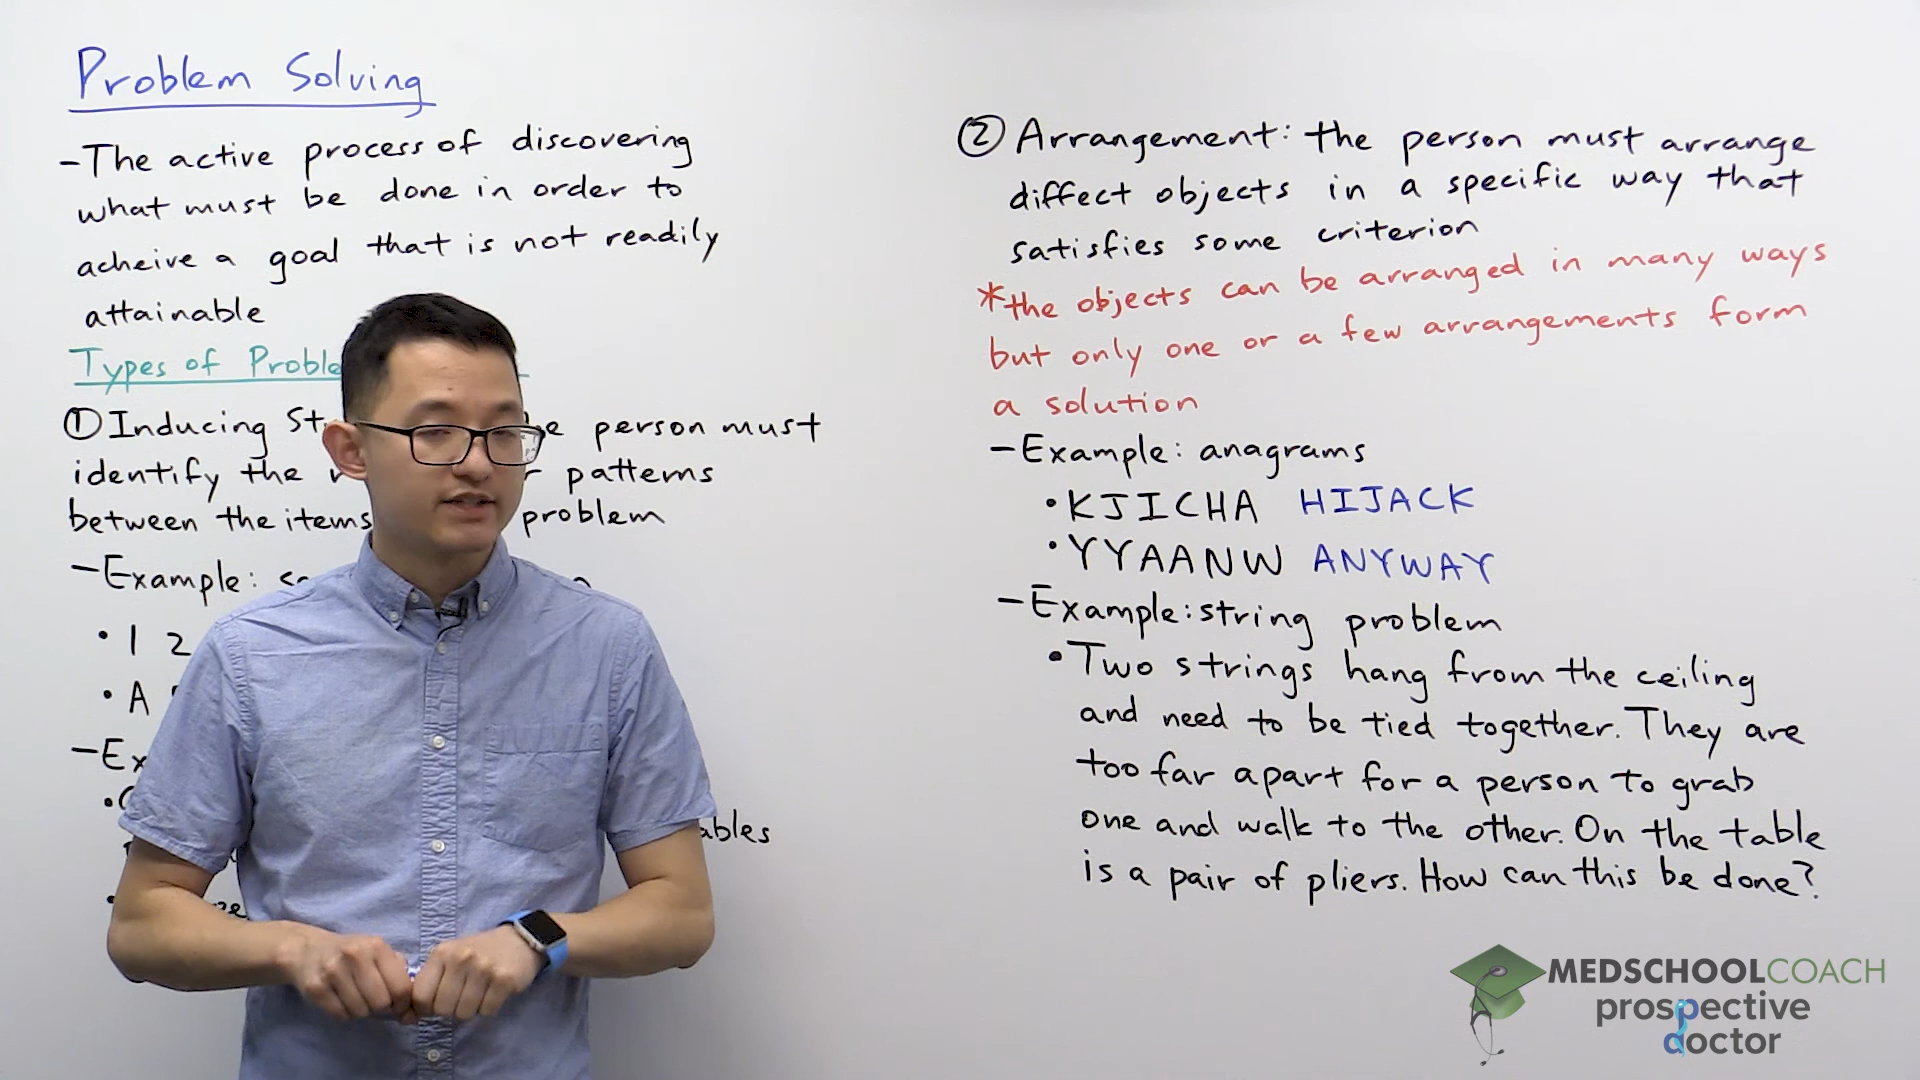 Problem Solving
-The active process of discovering
what must be done in order to
acheive a goal that is not readily
attainable
Types of
① Inducing person must
identify the patterns
between the items problem
-Example:
• 1 2
• A
ables
② Arrangement: the person must arrange
diffect objects in a specific way that
satisfies some criterion
*the objects can be arranged in many ways
but only one or a few arrangements form
a solution
-Example: anagrams
• KJICHA HIJACK
• YYAANW ANYWAY
-Example: string problem
• Two strings hang from the ceiling
and need to be tied together. They are
too far apart for a person to grab
one and walk to the other. On the table
is a pair of pliers. How can this be done?
MEDSCHOOLCOACH
prospective
doctor